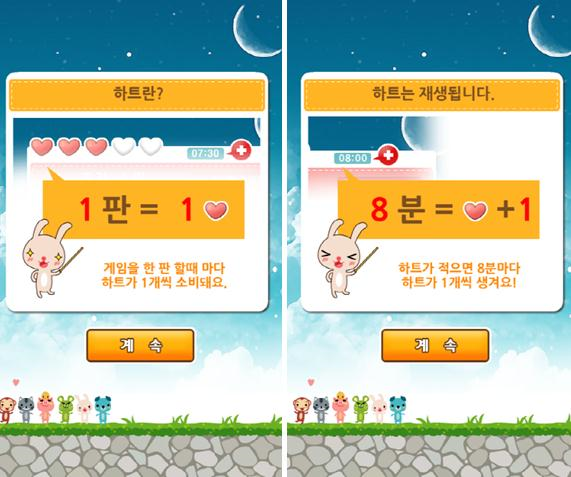 하트란?
07:30
1 판 = 1
게임을 한 판 할때 마다
하트가 1개씩 소비돼요.
계 속
하트는 재생됩니다.
08:00
8 분 = +1
하트가 적으면 8분마다
하트가 1개씩 생겨요!
계 속